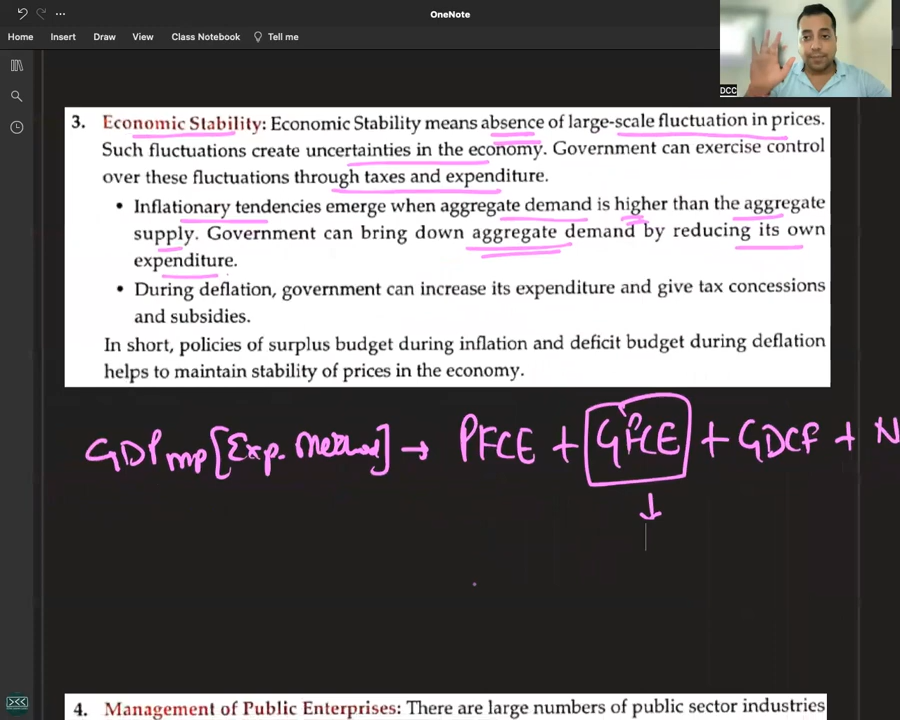 OneNote
Home Insert Draw View Class Notebook Tell me
DCC
3. Economic Stability: Economic Stability means absence of large-scale fluctuation in prices.
Such fluctuations create uncertainties in the economy. Government can exercise control
over these fluctuations through taxes and expenditure.
• Inflationary tendencies emerge when aggregate demand is higher than the aggregate
supply. Government can bring down aggregate demand by reducing its own
expenditure.
• During deflation, government can increase its expenditure and give tax concessions
and subsidies.
In short, policies of surplus budget during inflation and deficit budget during deflation
helps to maintain stability of prices in the economy.
GDPmp [Exp. Method] → PFCE + GFCE + GDCF + N
↓
4. Management of Public Enterprises: There are large numbers of public sector industries